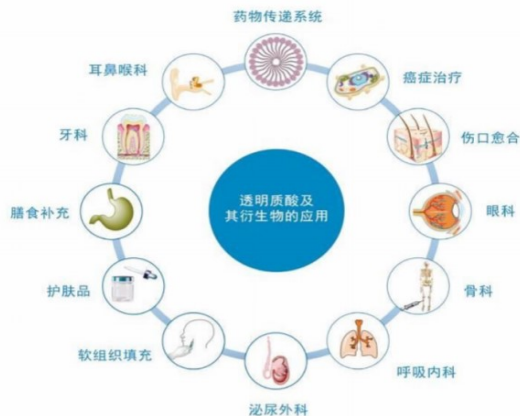 药物传递系统
癌症治疗
伤口愈合
眼科
骨科
呼吸内科
泌尿外科
软组织填充
护肤品
膳食补充
牙科
耳鼻喉科
透明质酸及
其衍生物的应用